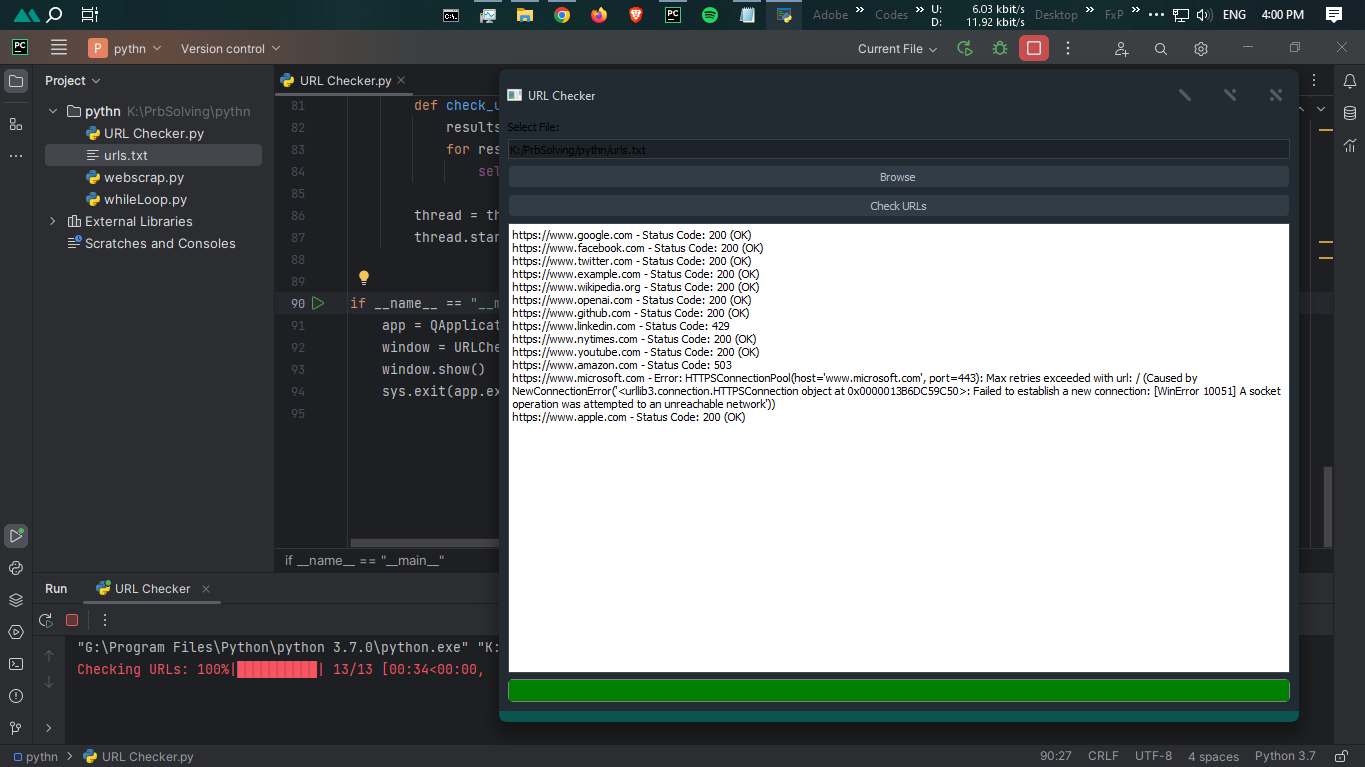 Adobe
Codes
U: 6.03 kbit/s
D: 11.92 kbit/s
Desktop
FxP
ENG
4:00 PM
PC
P pythn
Version control
Current File
Project
URL Checker.py
pythn K:\PrbSolving\pythn
URL Checker.py
urls.txt
webscrap.py
whileLoop.py
External Libraries
Scratches and Consoles
81 def check_u
82 results
83 for res
84 sel
85
86 thread = th
87 thread.star
88
89
90 if __name__ == "__m
91 app = QApplicat
92 window = URLChe
93 window.show()
94 sys.exit(app.ex
95
if __name__ == "__main__"
URL Checker
Select File:
K:/PrbSolving/pythn/urls.txt
Browse
Check URLs
https://www.google.com - Status Code: 200 (OK)
https://www.facebook.com - Status Code: 200 (OK)
https://www.twitter.com - Status Code: 200 (OK)
https://www.example.com - Status Code: 200 (OK)
https://www.wikipedia.org - Status Code: 200 (OK)
https://www.openai.com - Status Code: 200 (OK)
https://www.github.com - Status Code: 200 (OK)
https://www.linkedin.com - Status Code: 429
https://www.nytimes.com - Status Code: 200 (OK)
https://www.youtube.com - Status Code: 200 (OK)
https://www.amazon.com - Status Code: 503
https://www.microsoft.com - Error: HTTPSConnectionPool(host='www.microsoft.com', port=443): Max retries exceeded with url: / (Caused by
NewConnectionError('<urllib3.connection.HTTPSConnection object at 0x0000013B6DC59C50>: Failed to establish a new connection: [WinError 10051] A socket
operation was attempted to an unreachable network'))
https://www.apple.com - Status Code: 200 (OK)
Run
URL Checker
"G:\Program Files\Python\python 3.7.0\python.exe" "K:
Checking URLs: 100%|██████████| 13/13 [00:34<00:00,
pythn
URL Checker.py
90:27
CRLF
UTF-8
4 spaces
Python 3.7